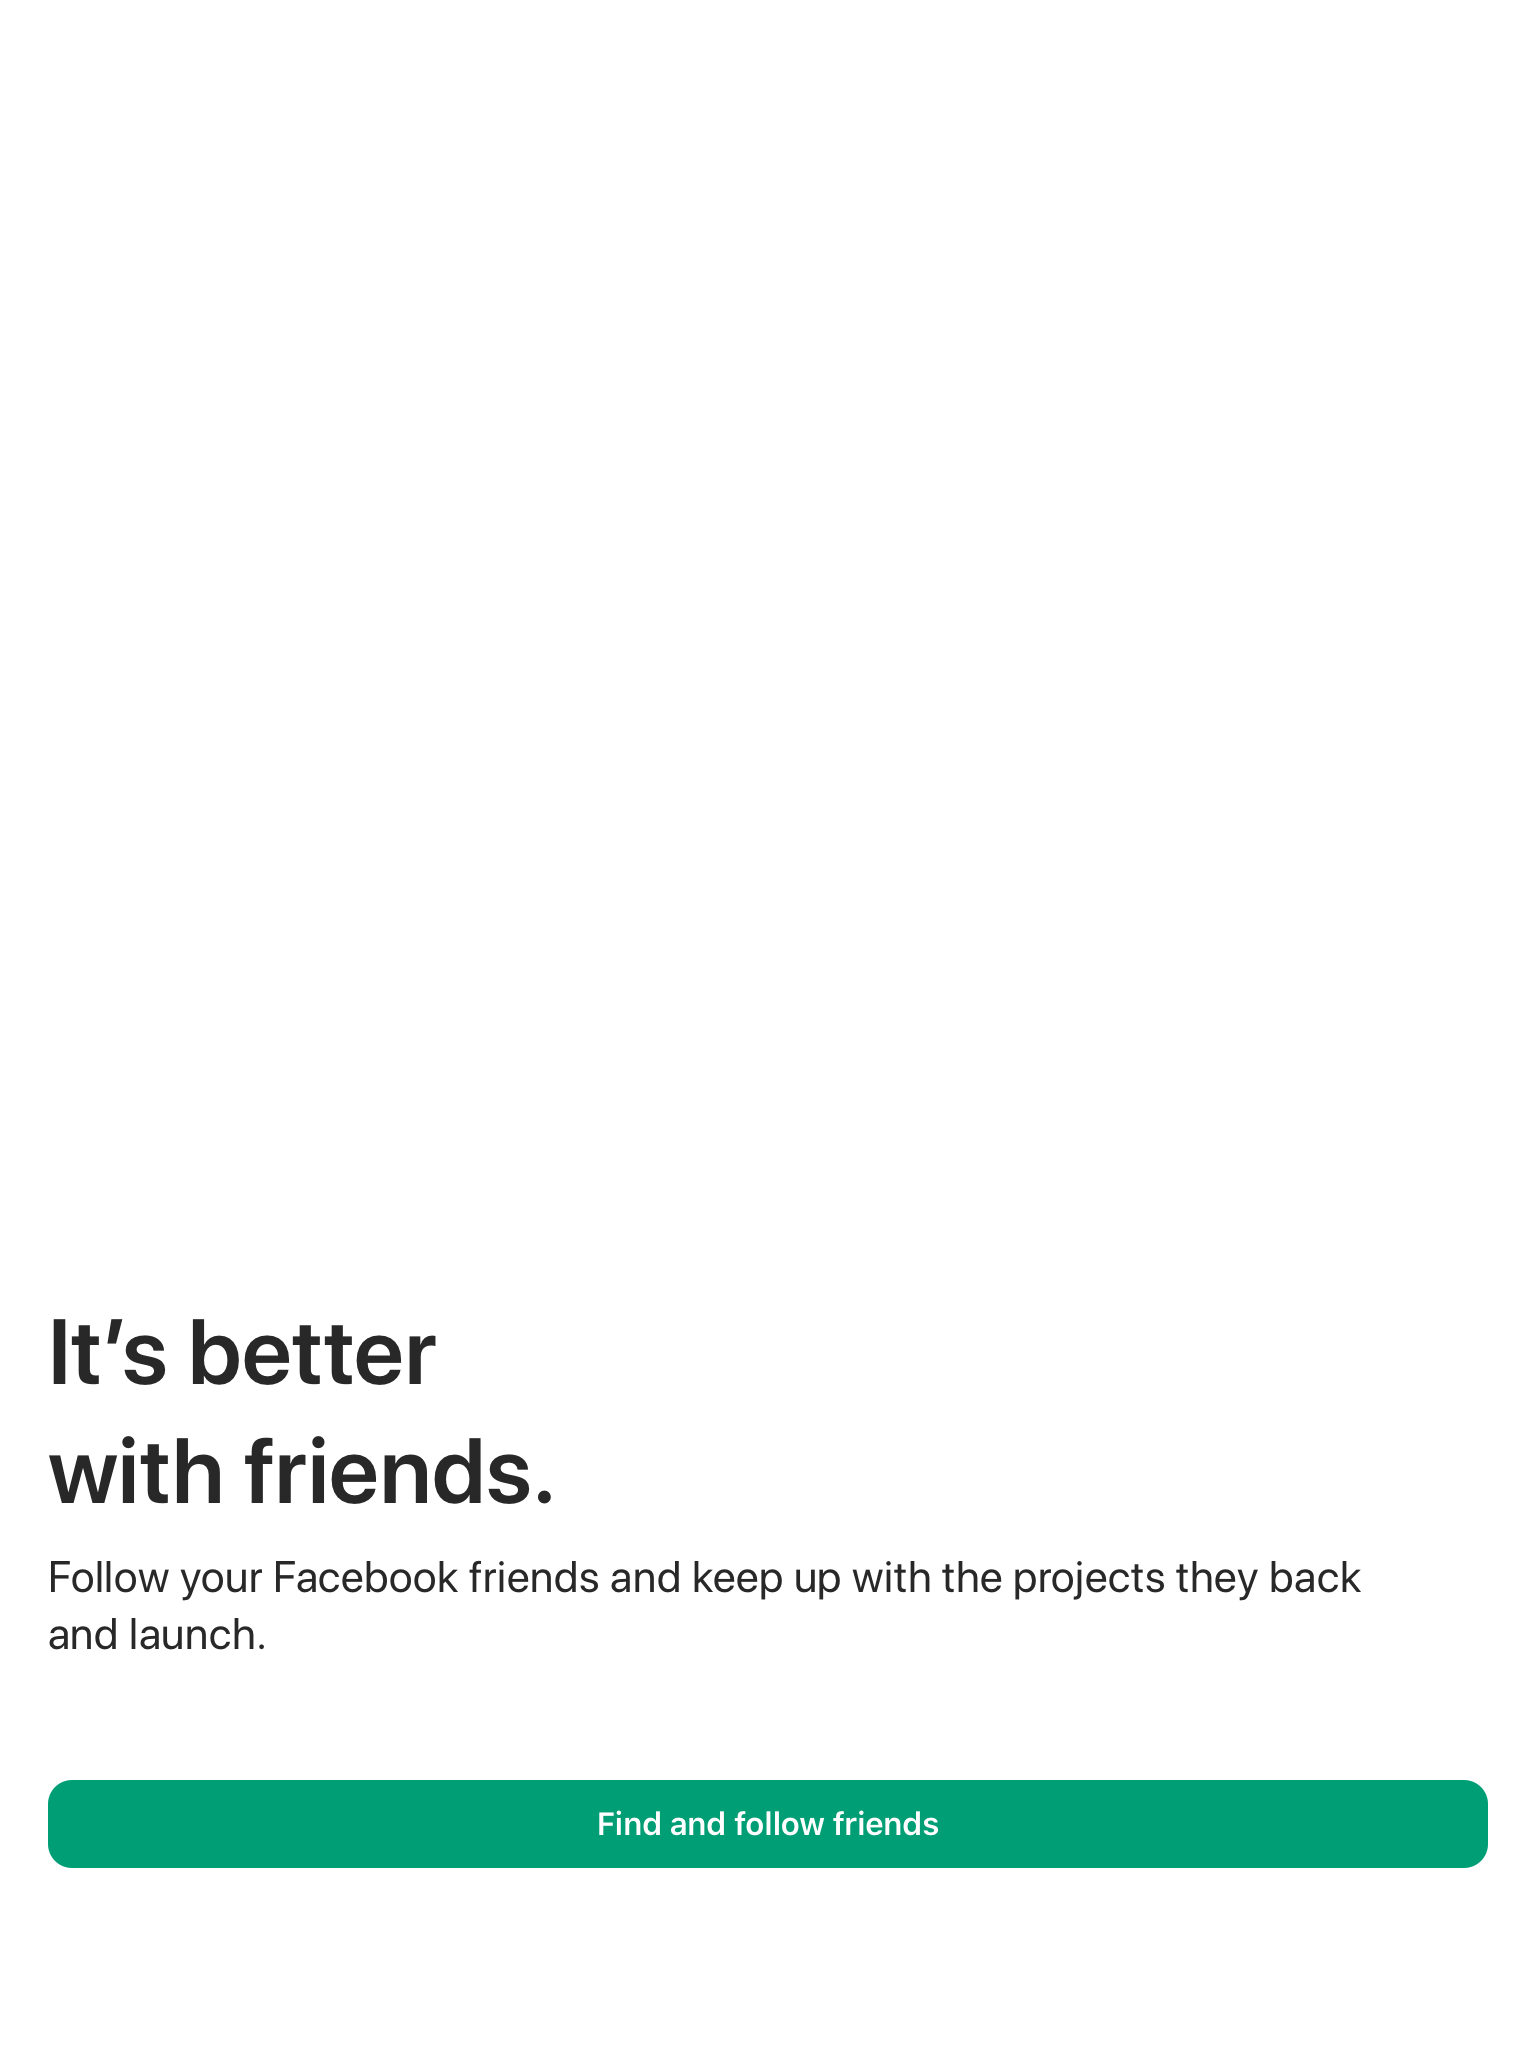 It’s better
with friends.
Follow your Facebook friends and keep up with the projects they back
and launch.
Find and follow friends